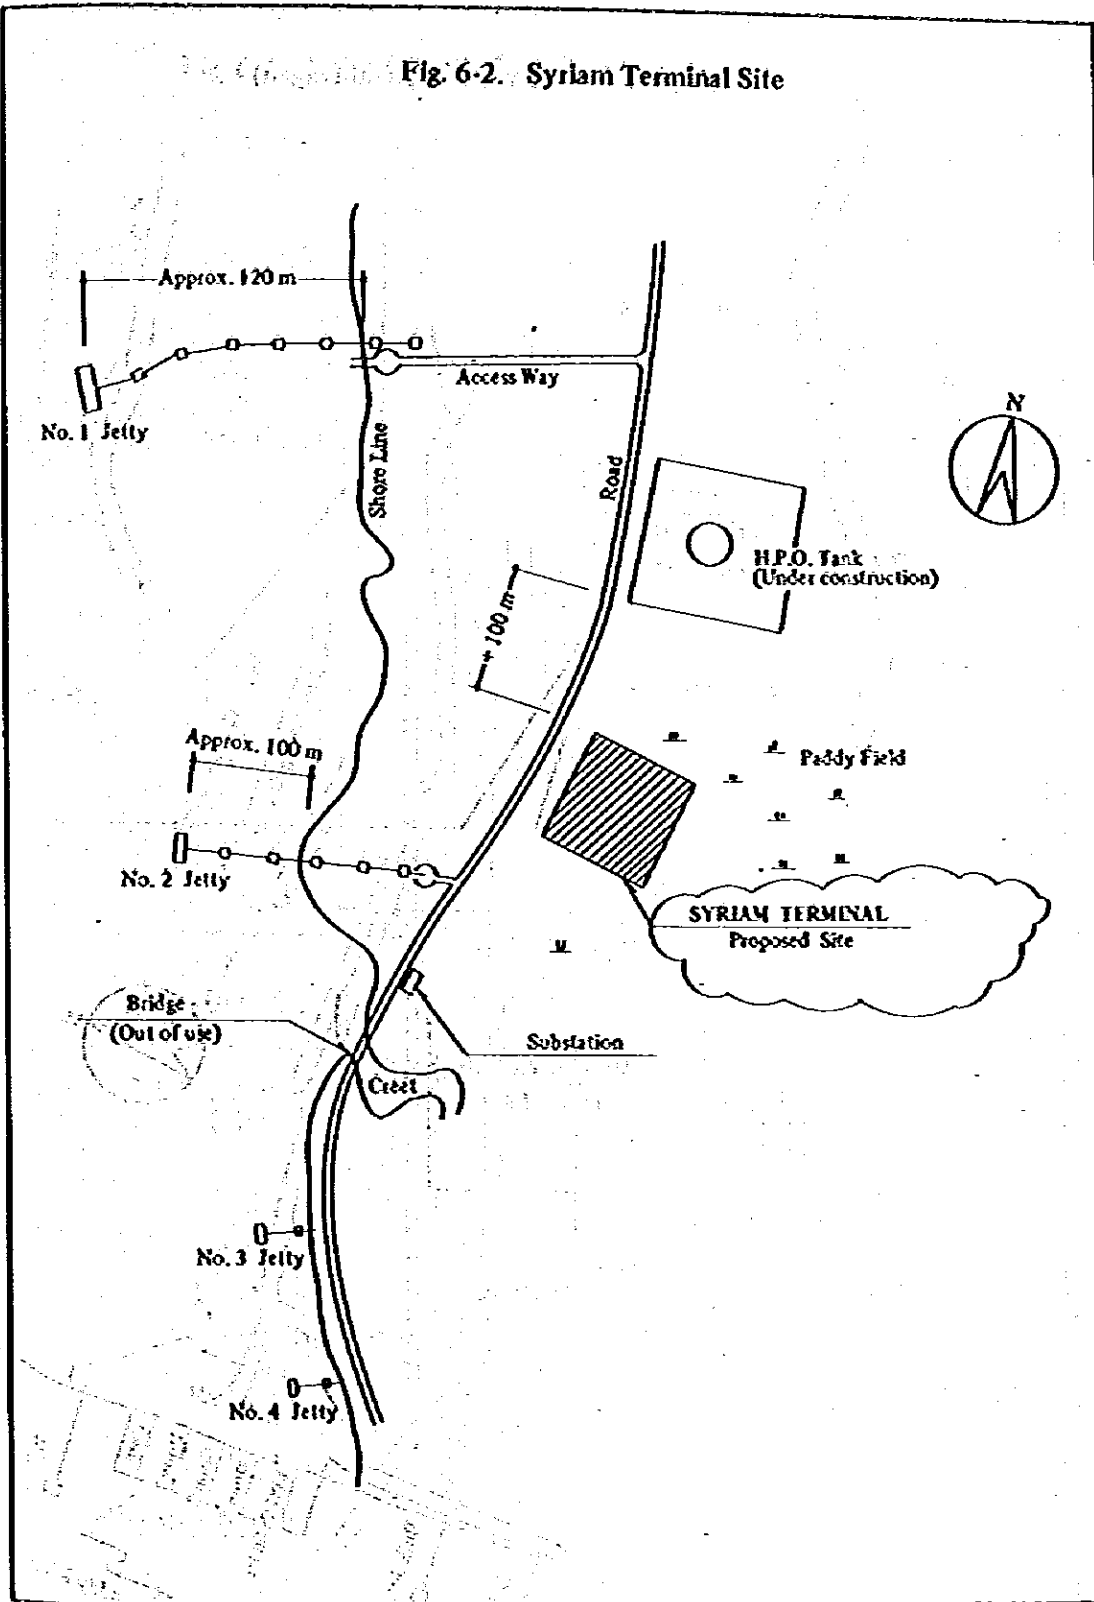 Fig. 6-2. Syriam Terminal Site
Approx. 120 m
Access Way
No. 1 Jetty
N
Shore Line
Road
H.P.O. Tank
(Under construction)
100 m
Approx. 100 m
Paddy Field
No. 2 Jetty
SYRIAM TERMINAL
Proposed Site
Bridge
(Out of use)
Substation
Creet
No. 3 Jetty
No. 4 Jetty